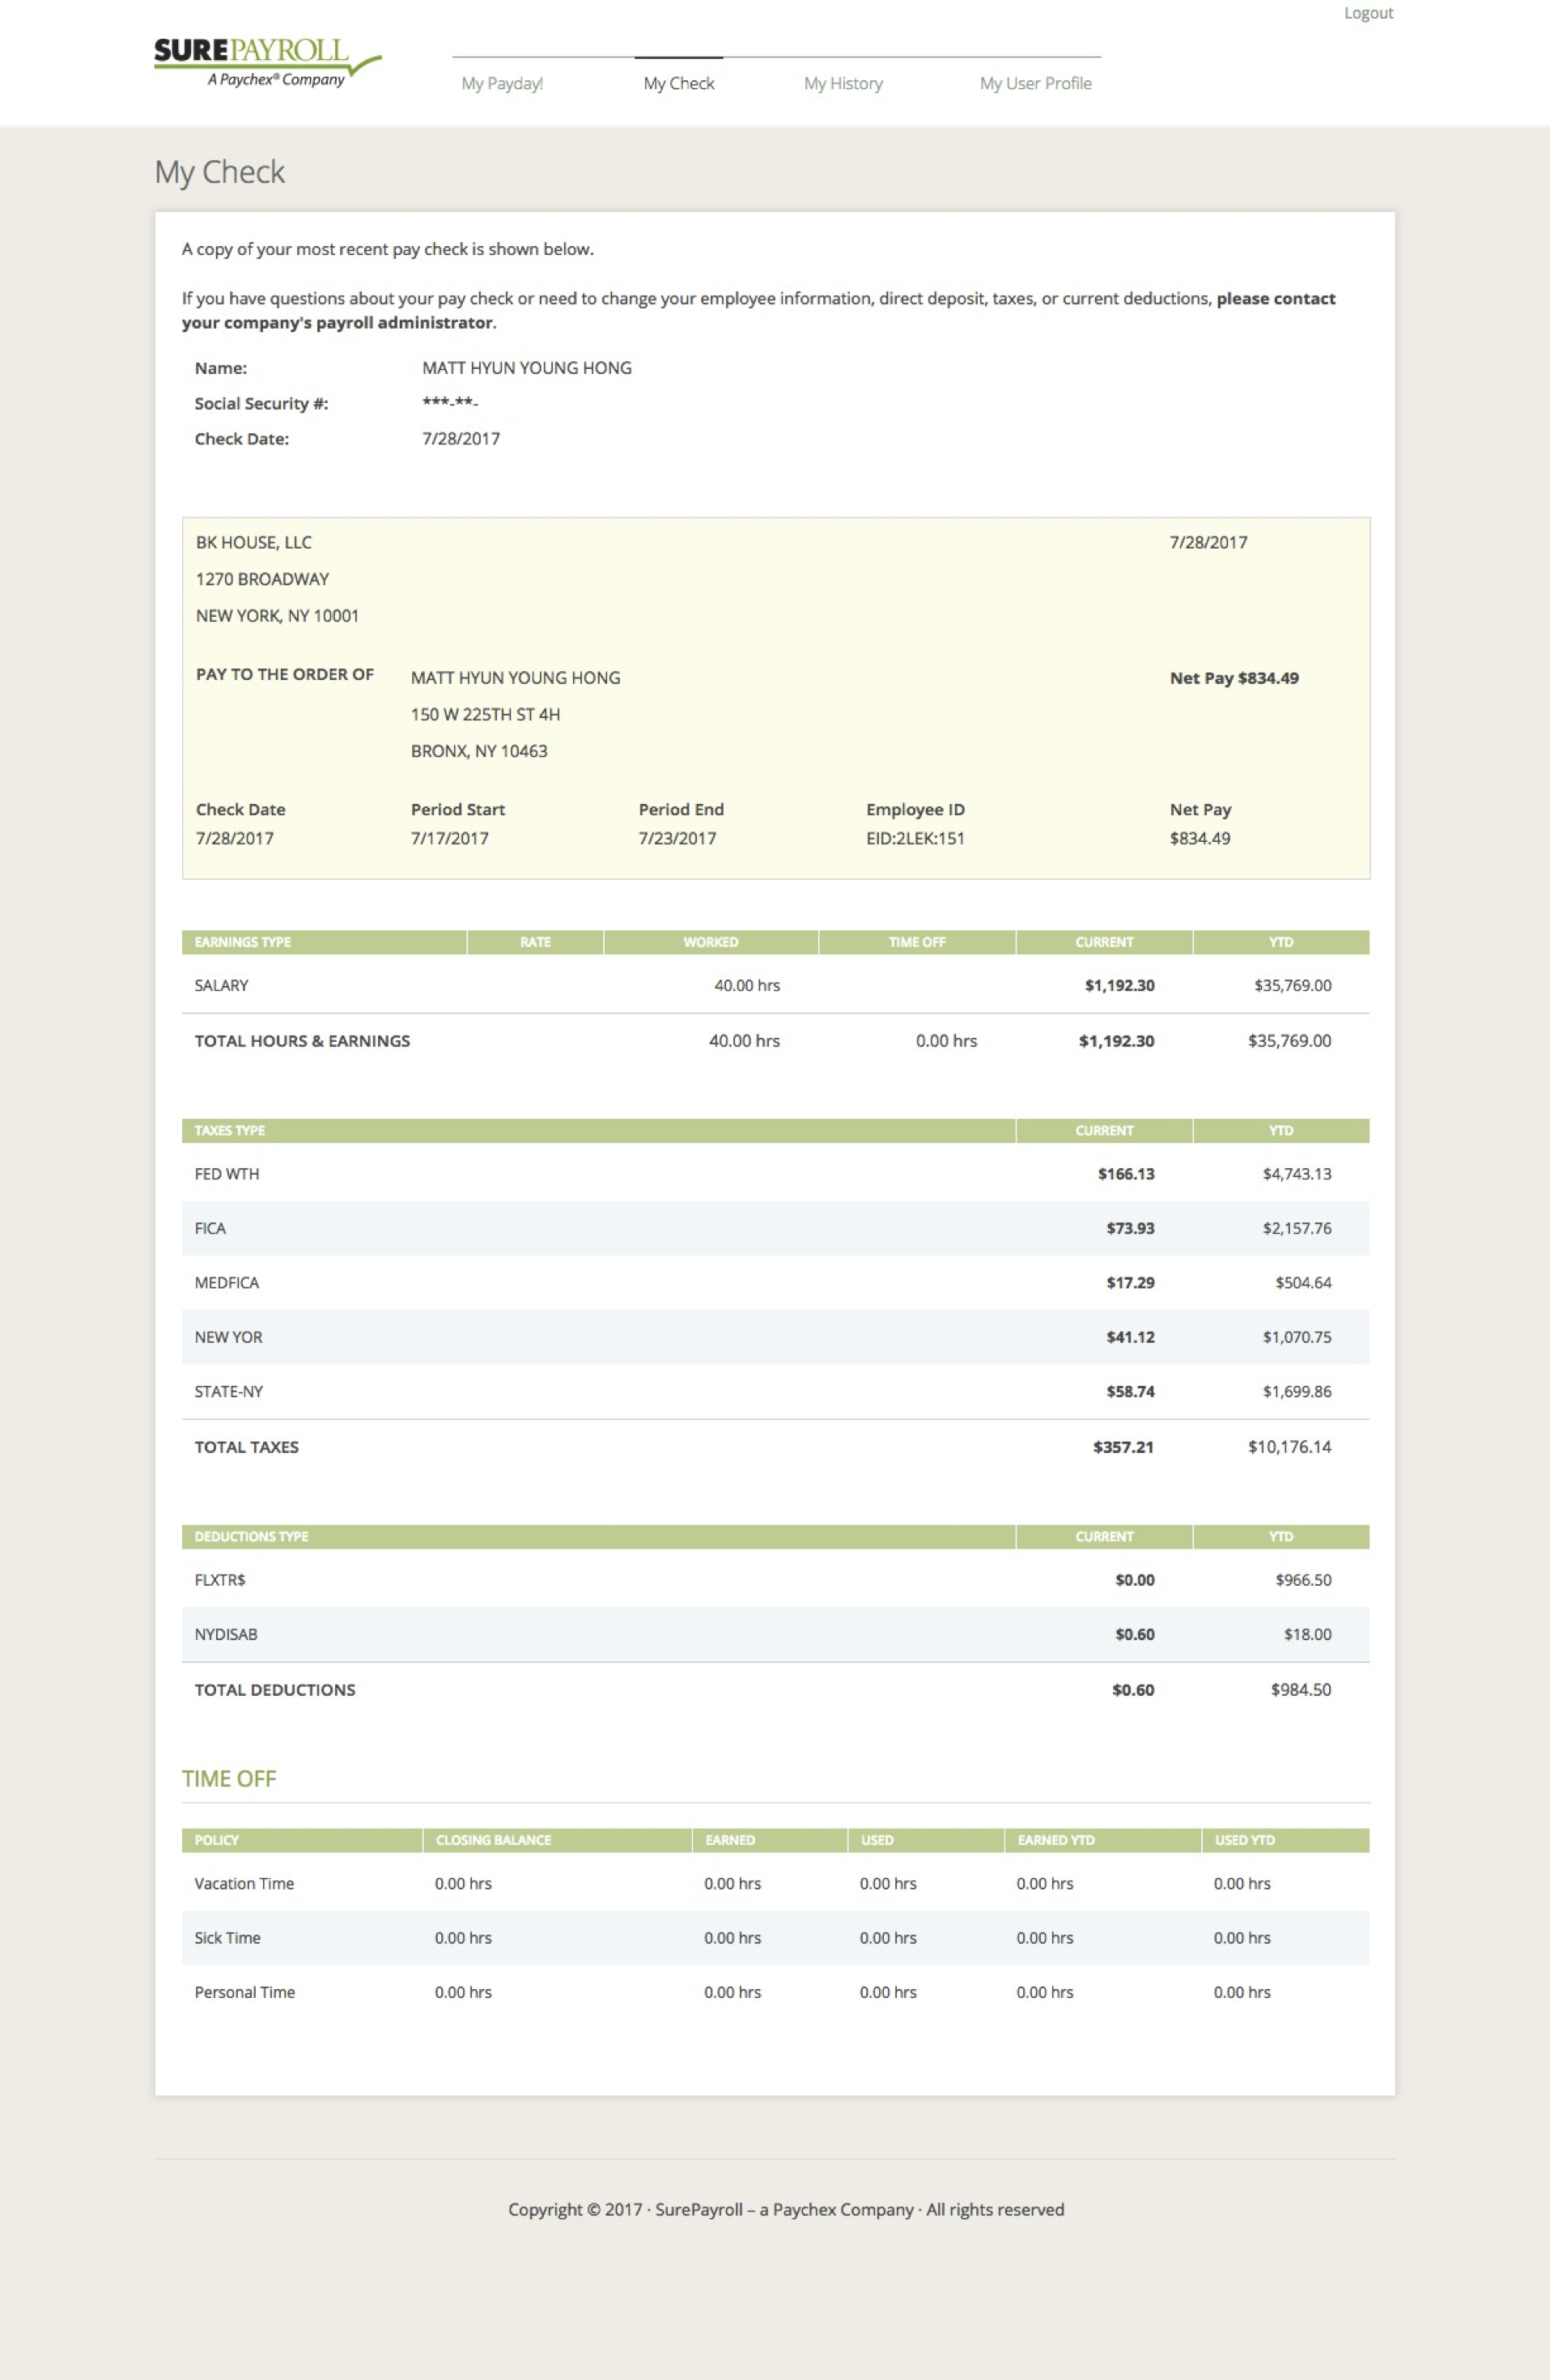 Logout
SUREPAYROLL
A Paychex® Company
My Payday! My Check My History My User Profile
My Check
A copy of your most recent pay check is shown below.
If you have questions about your pay check or need to change your employee information, direct deposit, taxes, or current deductions, please contact
your company's payroll administrator.
Name: MATT HYUN YOUNG HONG
Social Security #: ***-**-
Check Date: 7/28/2017
BK HOUSE, LLC 7/28/2017
1270 BROADWAY
NEW YORK, NY 10001
PAY TO THE ORDER OF MATT HYUN YOUNG HONG Net Pay $834.49
150 W 225TH ST 4H
BRONX, NY 10463
Check Date Period Start Period End Employee ID Net Pay
7/28/2017 7/17/2017 7/23/2017 EID:2LEK:151 $834.49
EARNINGS TYPE RATE WORKED TIME OFF CURRENT YTD
SALARY 40.00 hrs $1,192.30 $35,769.00
TOTAL HOURS & EARNINGS 40.00 hrs 0.00 hrs $1,192.30 $35,769.00
TAXES TYPE CURRENT YTD
FED WTH $166.13 $4,743.13
FICA $73.93 $2,157.76
MEDFICA $17.29 $504.64
NEW YOR $41.12 $1,070.75
STATE-NY $58.74 $1,699.86
TOTAL TAXES $357.21 $10,176.14
DEDUCTIONS TYPE CURRENT YTD
FLXTR$ $0.00 $966.50
NYDISAB $0.60 $18.00
TOTAL DEDUCTIONS $0.60 $984.50
TIME OFF
POLICY CLOSING BALANCE EARNED USED EARNED YTD USED YTD
Vacation Time 0.00 hrs 0.00 hrs 0.00 hrs 0.00 hrs 0.00 hrs
Sick Time 0.00 hrs 0.00 hrs 0.00 hrs 0.00 hrs 0.00 hrs
Personal Time 0.00 hrs 0.00 hrs 0.00 hrs 0.00 hrs 0.00 hrs
Copyright © 2017 · SurePayroll – a Paychex Company · All rights reserved